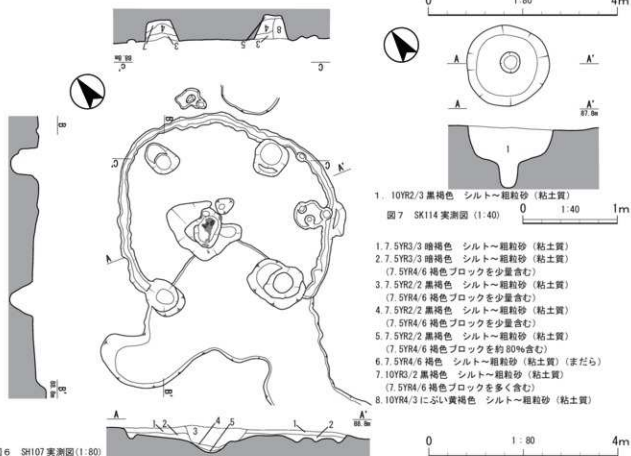 0 1:80 4m
7 4 3
3 4 8
88.8m
C' C
B
B'
88.8m
C' B C
A'
A
B'
A A'
88.8m
1 2 3 4 5 1 2
図6 SH107 実測図(1:80)
A A'
A A'
87.8m
1
1. 10YR2/3 黒褐色 シルト～粗粒砂 (粘土質)
図7 SK114 実測図 (1:40)
0 1:40 1m
1. 7.5YR3/3 暗褐色 シルト～粗粒砂 (粘土質)
2. 7.5YR3/3 暗褐色 シルト～粗粒砂 (粘土質)
(7.5YR4/6 褐色ブロックを少量含む)
3. 7.5YR2/2 黒褐色 シルト～粗粒砂 (粘土質)
(7.5YR4/6 褐色ブロックを少量含む)
4. 7.5YR2/2 黒褐色 シルト～粗粒砂 (粘土質)
(7.5YR4/6 褐色ブロックを少量含む)
5. 7.5YR2/2 黒褐色 シルト～粗粒砂 (粘土質)
(7.5YR4/6 褐色ブロックを約80%含む)
6. 7.5YR4/6 褐色 シルト～粗粒砂 (粘土質) (まだら)
7. 10YR3/2 黒褐色 シルト～粗粒砂 (粘土質)
(7.5YR4/6 褐色ブロックを多く含む)
8. 10YR4/3 にぶい黄褐色 シルト～粗粒砂 (粘土質)
0 1:80 4m